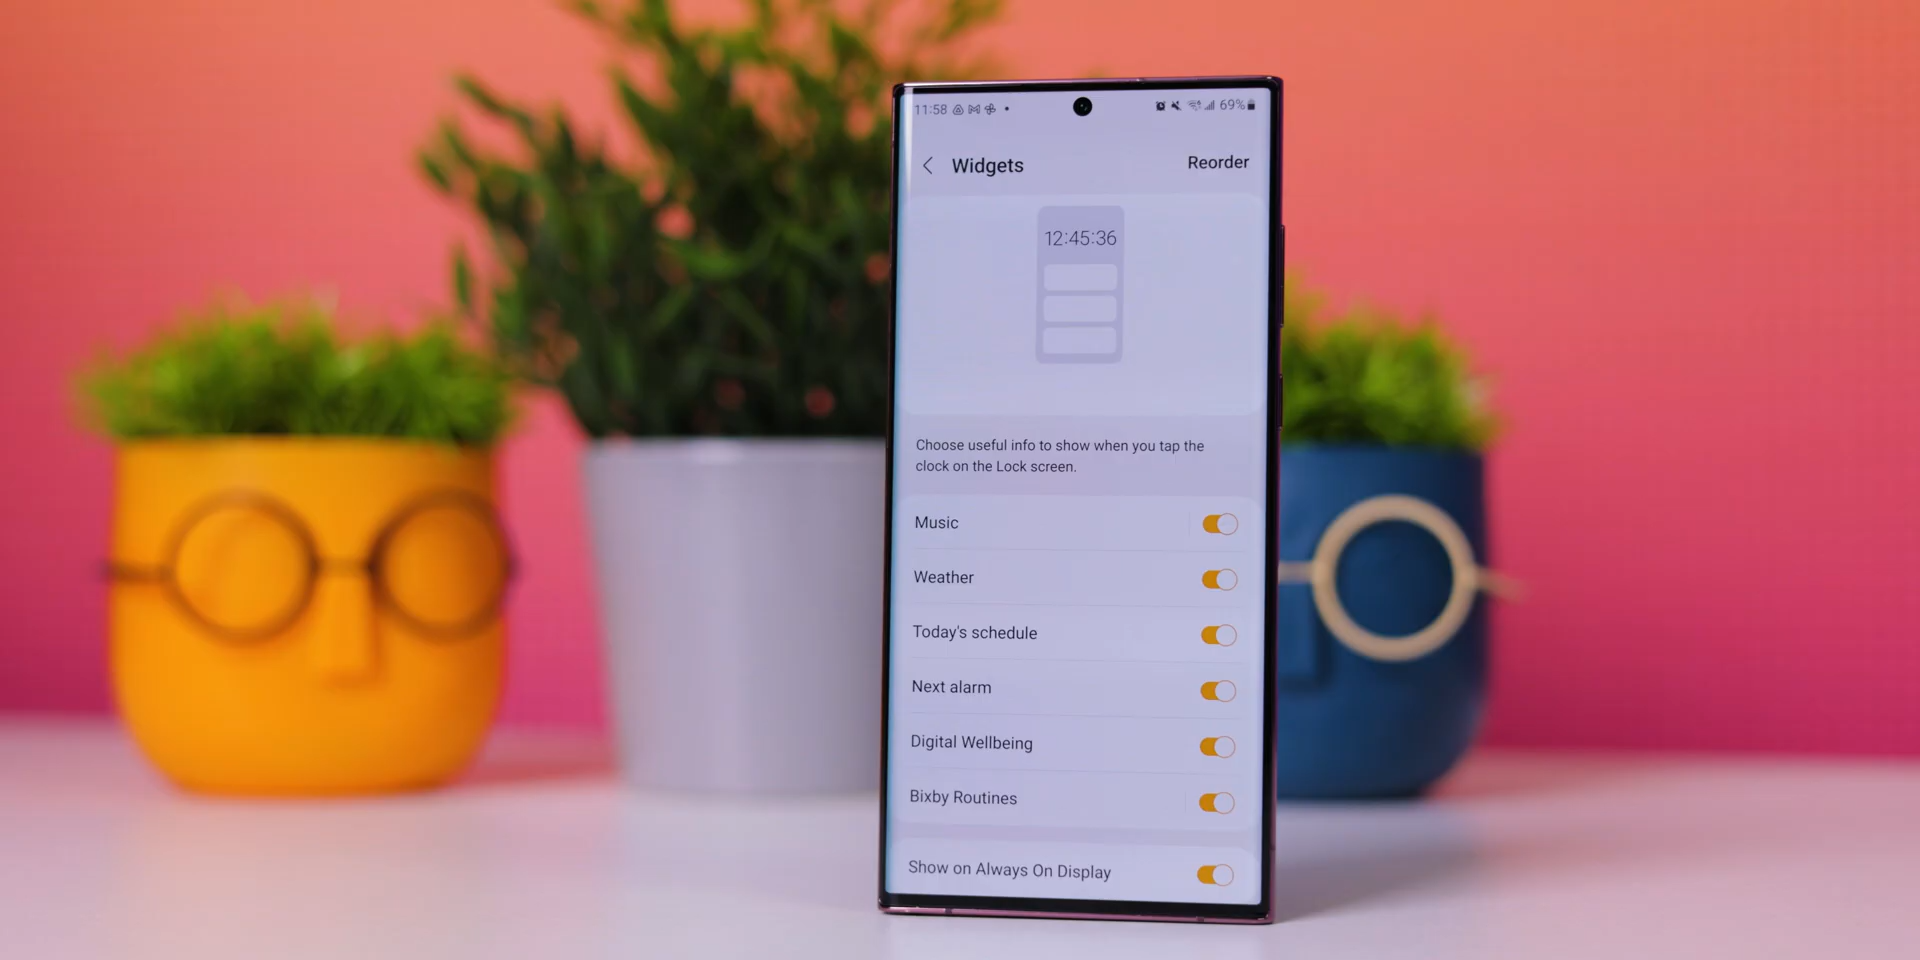 11:58
69%
Widgets
Reorder
12:45:36
Choose useful info to show when you tap the
clock on the Lock screen.
Music
Weather
Today's schedule
Next alarm
Digital Wellbeing
Bixby Routines
Show on Always On Display